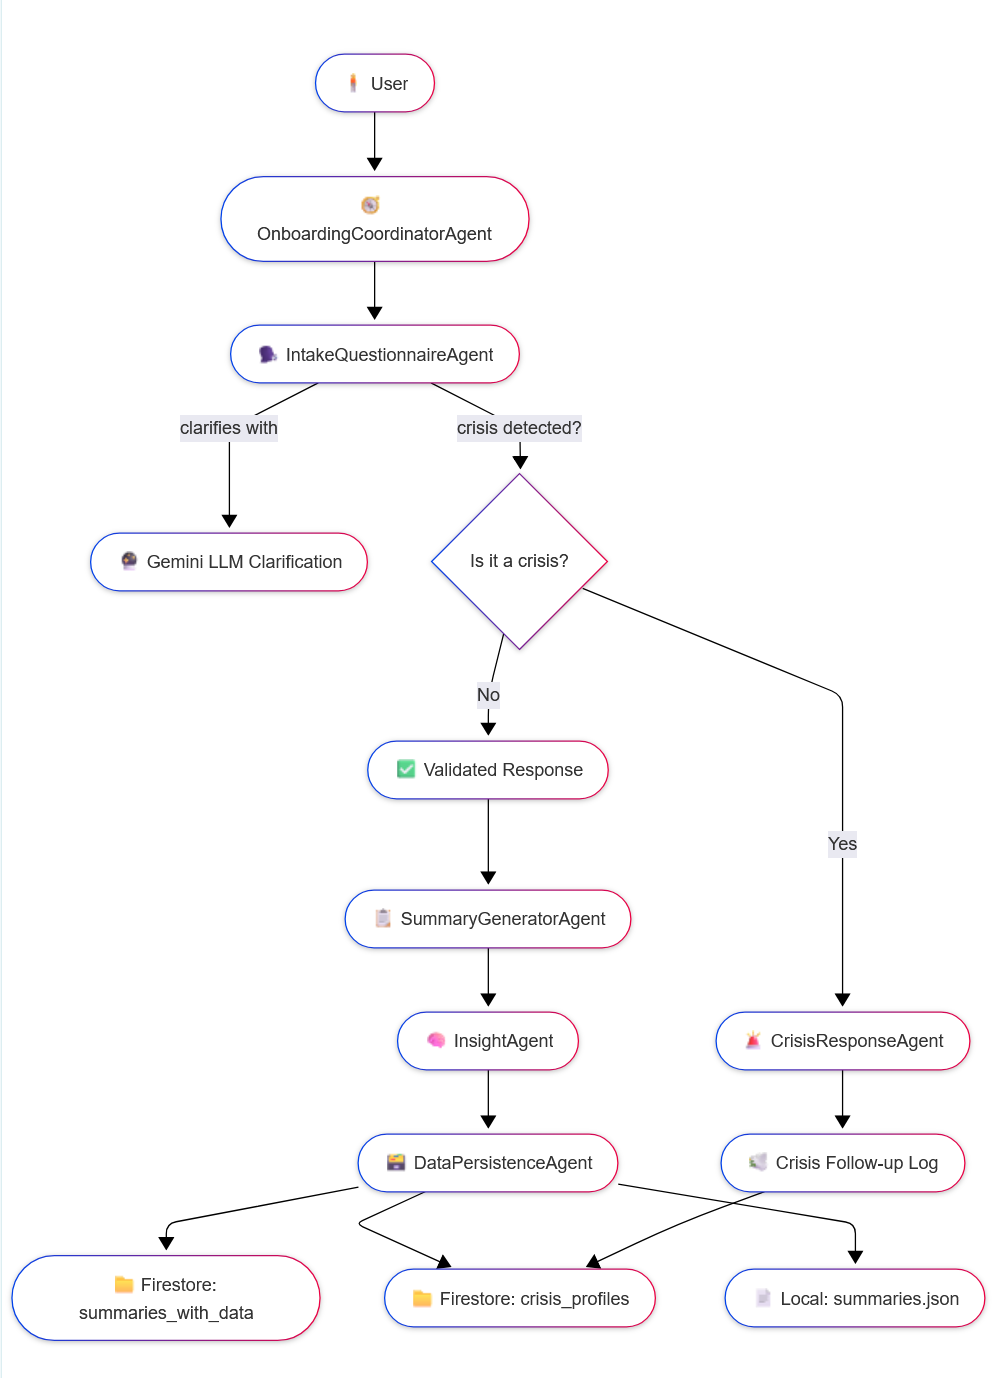 User
OnboardingCoordinatorAgent
IntakeQuestionnaireAgent
clarifies with
crisis detected?
Gemini LLM Clarification
Is it a crisis?
No
Validated Response
Yes
SummaryGeneratorAgent
InsightAgent
CrisisResponseAgent
DataPersistenceAgent
Crisis Follow-up Log
Firestore:
summaries_with_data
Firestore: crisis_profiles
Local: summaries.json